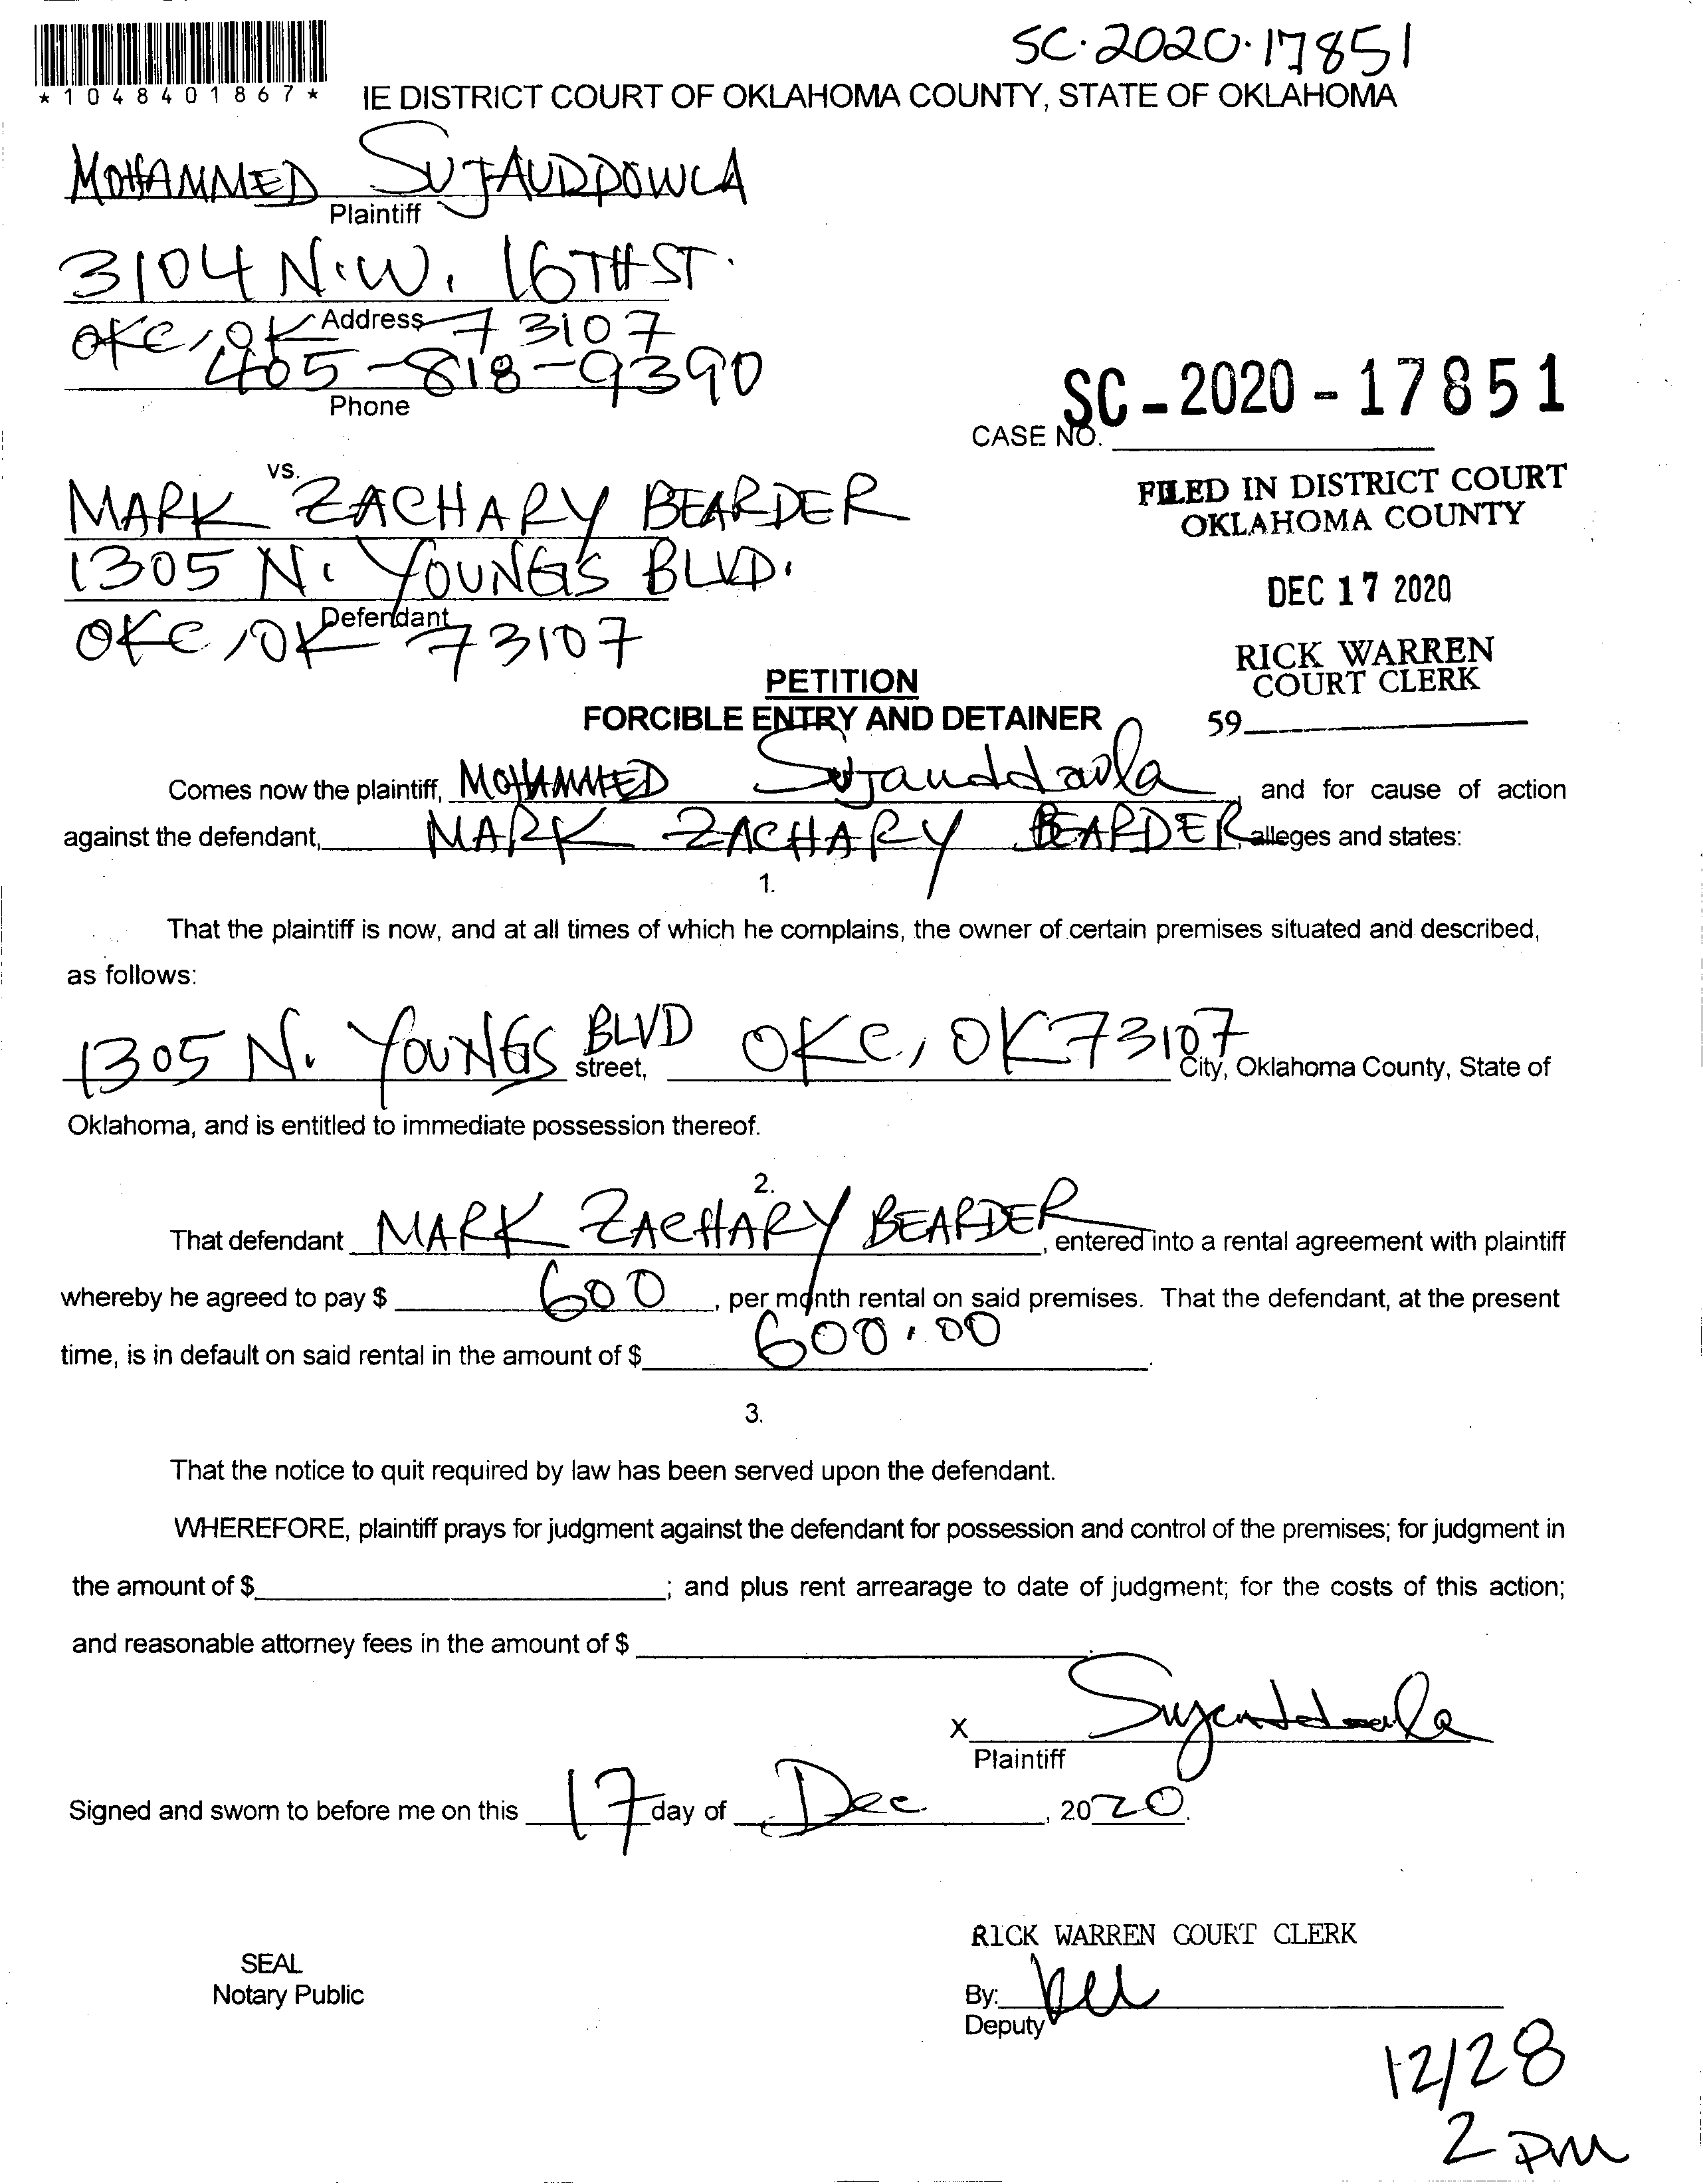 SC·2020·17851
*1048401867*
IE DISTRICT COURT OF OKLAHOMA COUNTY, STATE OF OKLAHOMA
MOHAMMED SUJAUDDOWLA
Plaintiff
3104 N.W. 16TH ST.
Address
OKC, OK 73107
405-818-9390
Phone
SC-2020-17851
CASE NO.
vs.
MARK ZACHARY BEARDER
1305 N. YOUNGS BLVD.
Defendant
OKC, OK 73107
FILED IN DISTRICT COURT
OKLAHOMA COUNTY
DEC 17 2020
RICK WARREN
COURT CLERK
59
PETITION
FORCIBLE ENTRY AND DETAINER
Comes now the plaintiff, MOHAMMED Sujauddowla, and for cause of action
against the defendant, MARK ZACHARY BEARDER, alleges and states:
1.
That the plaintiff is now, and at all times of which he complains, the owner of certain premises situated and described,
as follows:
1305 N. YOUNGS BLVD street, OKC, OK 73107 City, Oklahoma County, State of
Oklahoma, and is entitled to immediate possession thereof.
2.
That defendant MARK ZACHARY BEARDER, entered into a rental agreement with plaintiff
whereby he agreed to pay $ 600, per month rental on said premises. That the defendant, at the present
time, is in default on said rental in the amount of $ 600.00.
3.
That the notice to quit required by law has been served upon the defendant.
WHEREFORE, plaintiff prays for judgment against the defendant for possession and control of the premises; for judgment in
the amount of $ ; and plus rent arrearage to date of judgment; for the costs of this action;
and reasonable attorney fees in the amount of $
X Sujauddowla
Plaintiff
Signed and sworn to before me on this 17 day of Dec, 2020.
SEAL
Notary Public
RICK WARREN COURT CLERK
By:
Deputy
12/28
2 PM